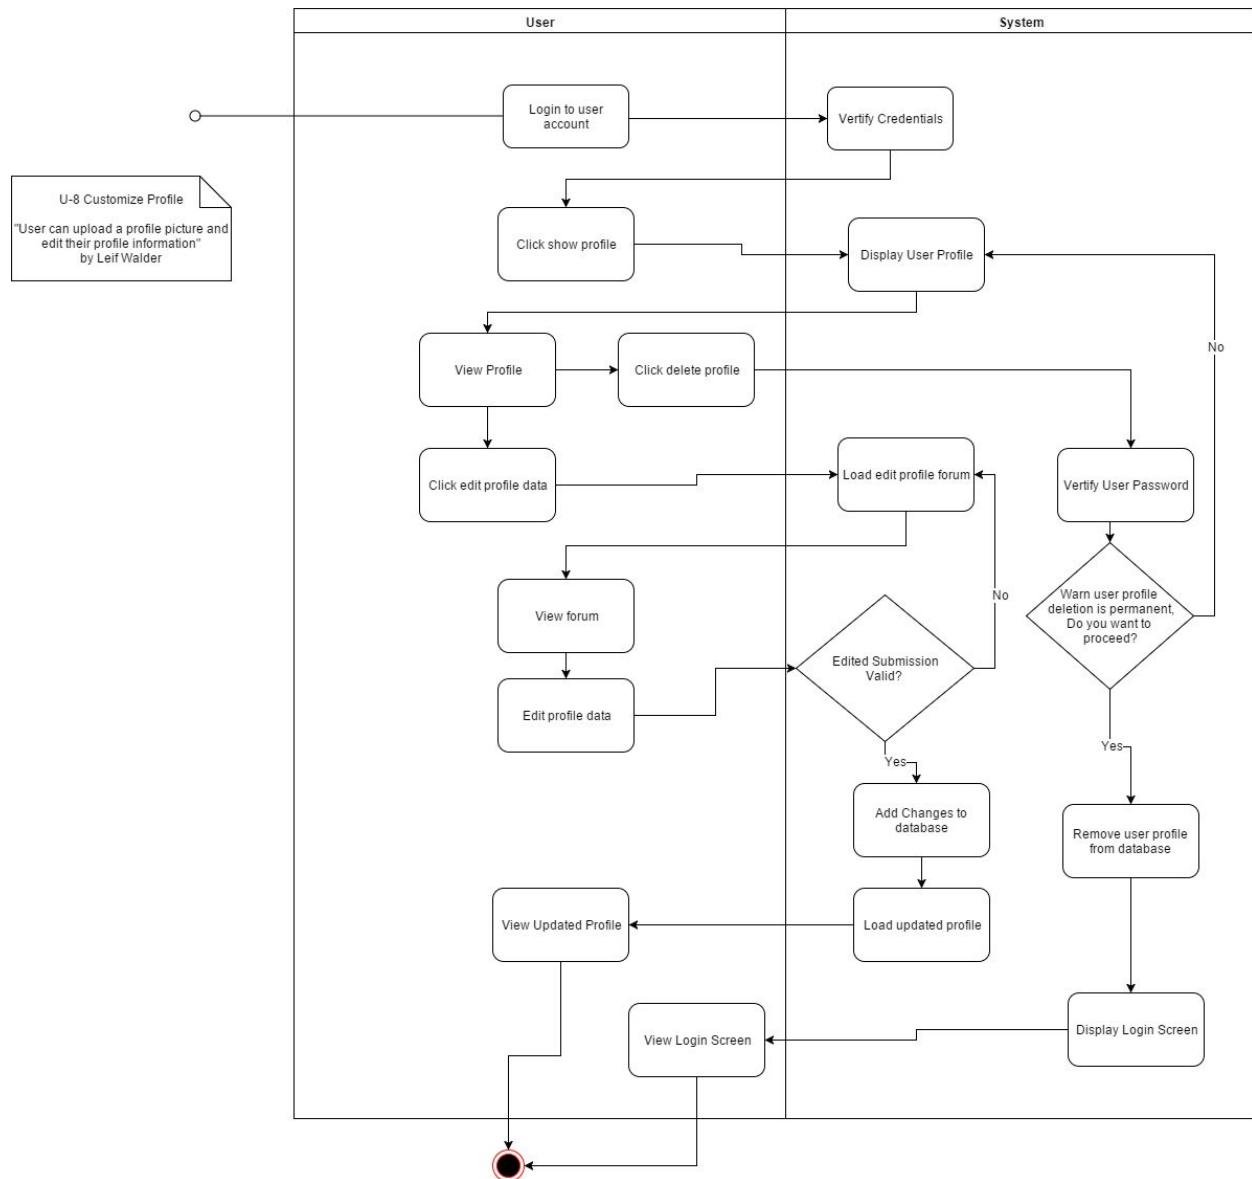 User
System
Login to user
account
Vertify Credentials
U-8 Customize Profile
"User can upload a profile picture and
edit their profile information"
by Leif Walder
Click show profile
Display User Profile
No
View Profile
Click delete profile
Click edit profile data
Load edit profile forum
Vertify User Password
View forum
No
Warn user profile
deletion is permanent,
Do you want to
proceed?
Edited Submission
Valid?
Edit profile data
Yes
Yes
Add Changes to
database
Remove user profile
from database
View Updated Profile
Load updated profile
View Login Screen
Display Login Screen